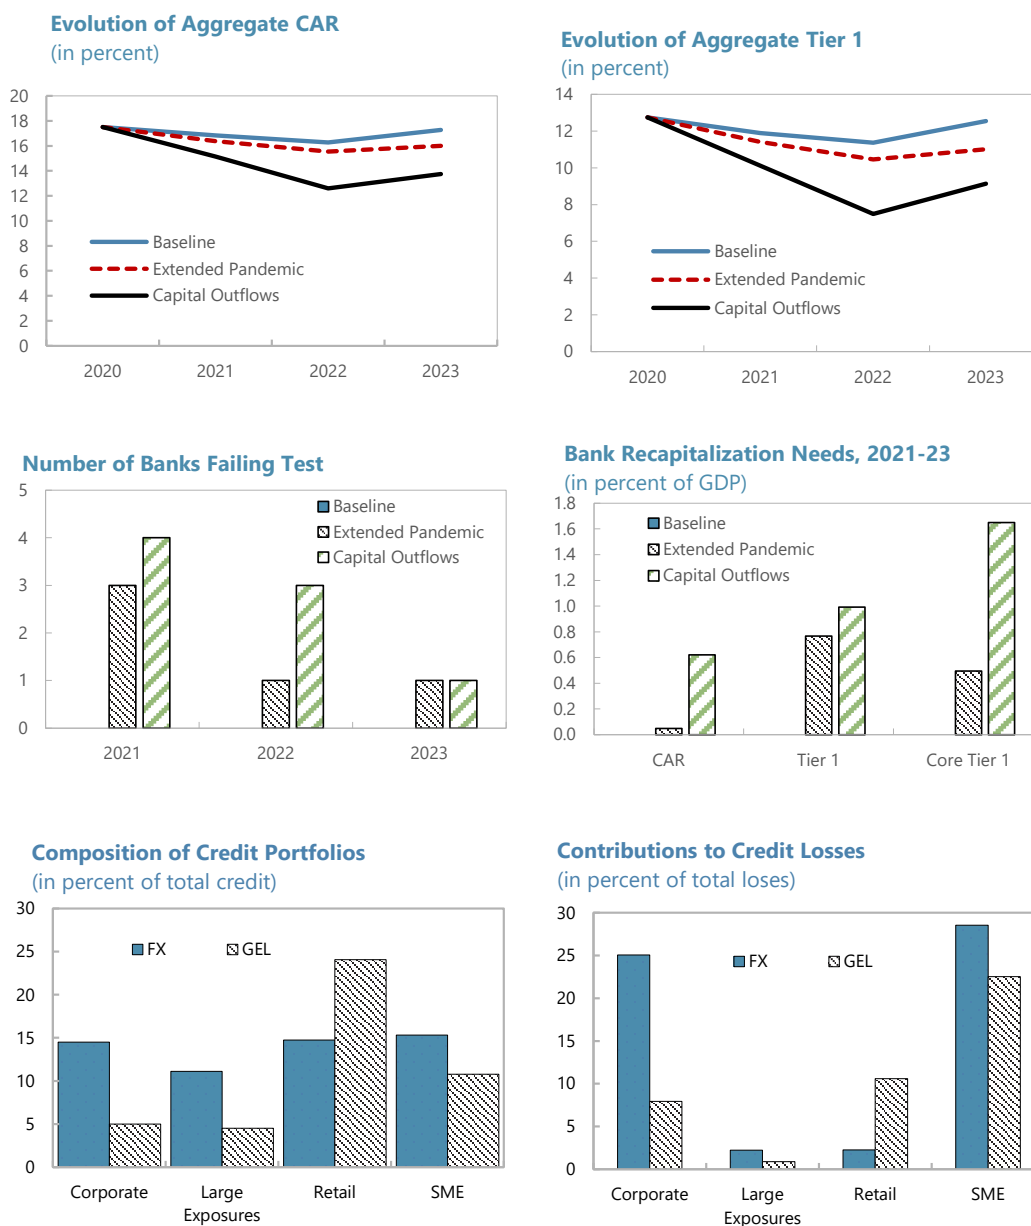 Evolution of Aggregate CAR
(in percent)
20
18
16
14
12
10
8
6
4
2
0
Baseline
Extended Pandemic
Capital Outflows
2020 2021 2022 2023
Evolution of Aggregate Tier 1
(in percent)
14
12
10
8
6
4
2
0
Baseline
Extended Pandemic
Capital Outflows
2020 2021 2022 2023
Number of Banks Failing Test
5
4
3
2
1
0
Baseline
Extended Pandemic
Capital Outflows
2021 2022 2023
Bank Recapitalization Needs, 2021-23
(in percent of GDP)
1.8
1.6
1.4
1.2
1.0
0.8
0.6
0.4
0.2
0.0
Baseline
Extended Pandemic
Capital Outflows
CAR Tier 1 Core Tier 1
Composition of Credit Portfolios
(in percent of total credit)
30
25
20
15
10
5
0
FX GEL
Corporate Large Retail SME
Exposures
Contributions to Credit Losses
(in percent of total loses)
30
25
20
15
10
5
0
FX GEL
Corporate Large Retail SME
Exposures